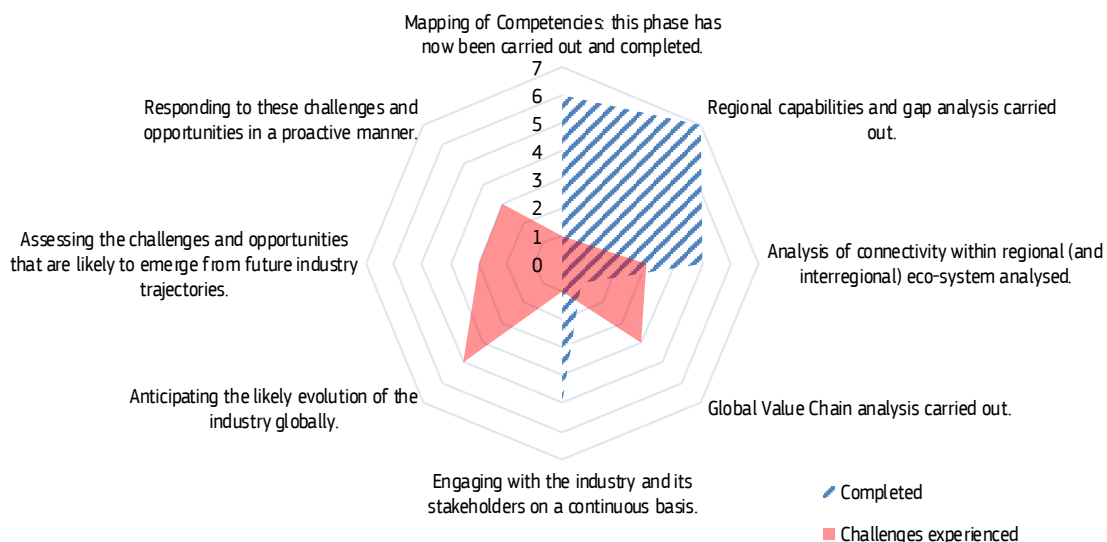 Mapping of Competencies: this phase has
now been carried out and completed.
7
6
5
4
3
2
1
0
Regional capabilities and gap analysis carried
out.
Analysis of connectivity within regional (and
interregional) eco-system analysed.
Global Value Chain analysis carried out.
Engaging with the industry and its
stakeholders on a continuous basis.
Anticipating the likely evolution of the
industry globally.
Assessing the challenges and opportunities
that are likely to emerge from future industry
trajectories.
Responding to these challenges and
opportunities in a proactive manner.
Completed
Challenges experienced